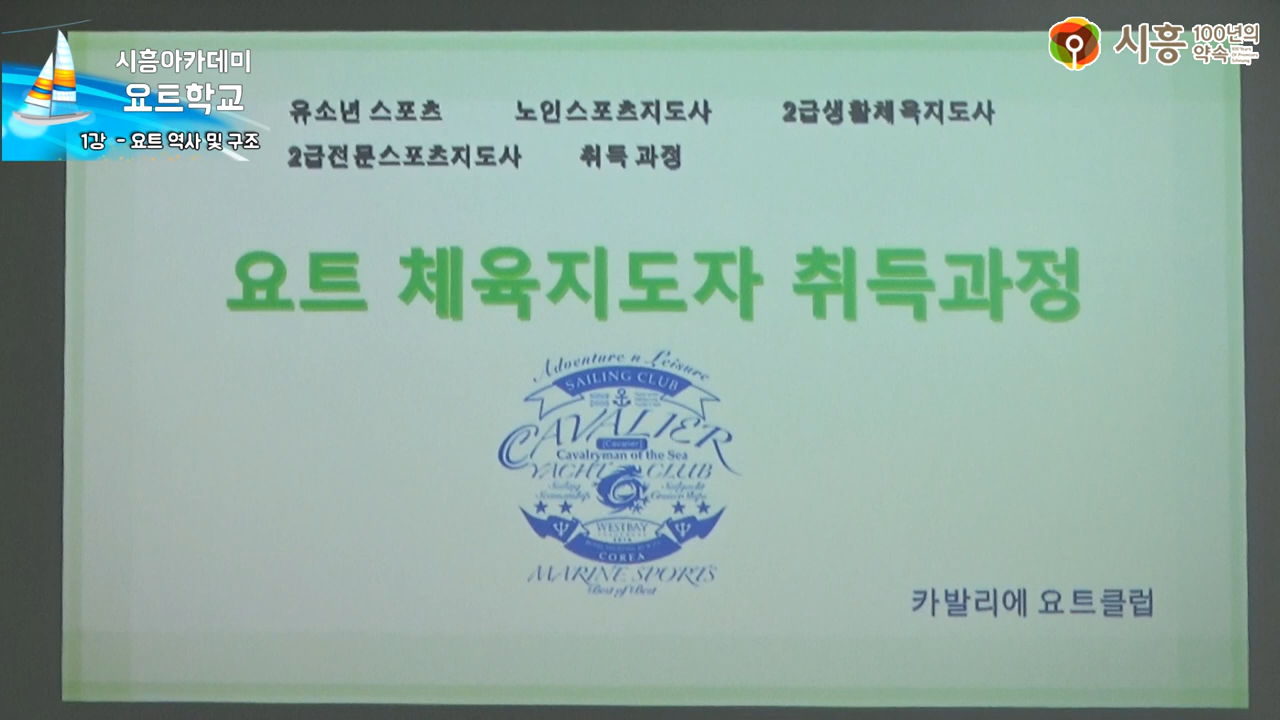 시흥아카데미
요트학교
1강 - 요트 역사 및 구조
시흥 100년의 약속
유소년 스포츠 노인스포츠지도사 2급생활체육지도사
2급전문스포츠지도사 취득 과정
요트 체육지도자 취득과정
Adventure n Leisure
SAILING CLUB
CAVALIER
[Cavalier]
Cavalryman of the Sea
YACHT CLUB
Sailing
Seamanship
WESTBAY
COREA
MARINE SPORTS
Best of Best
카발리에 요트클럽